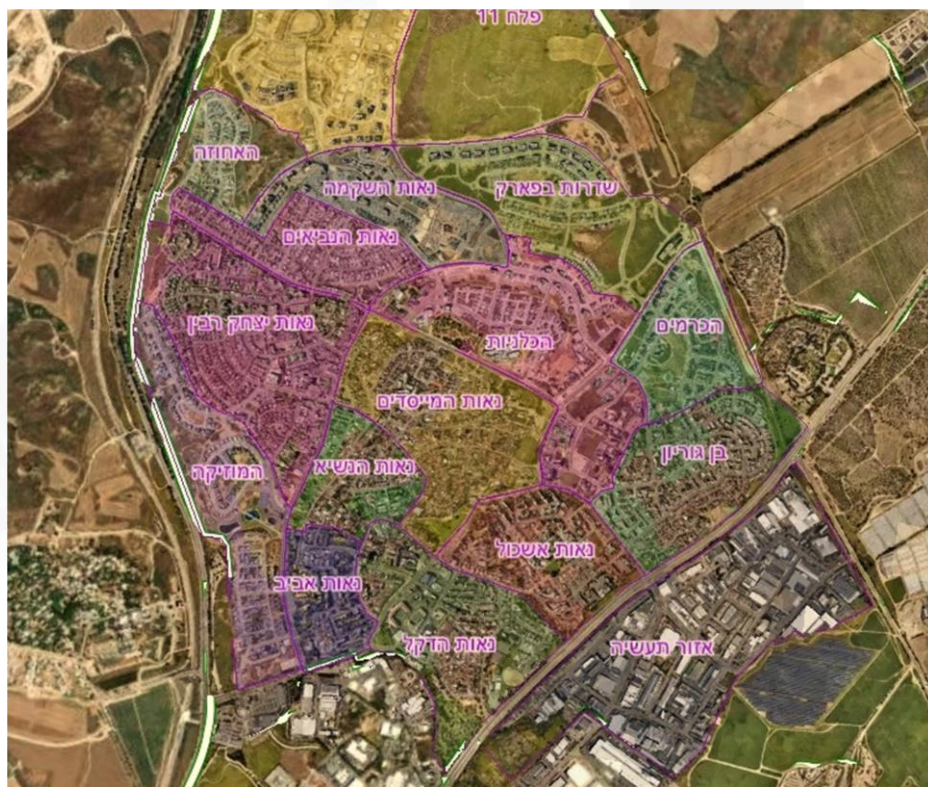 פלח 11
האחוזה
נאות השקמה
שדרות בפארק
נאות הנביאים
נאות יצחק רבין
הכלניות
הכרמים
נאות המייסדים
נאות הנשיא
בן גוריון
המוזיקה
נאות אשכול
נאות אביב
נאות הדקל
אזור תעשיה